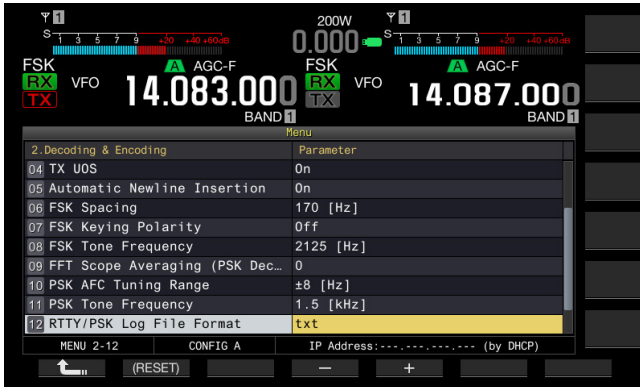 1 200W 1
S 1 3 5 7 9 +20 +40 +60dB 0.000 S 1 3 5 7 9 +20 +40 +60dB
FSK A AGC-F FSK A AGC-F
RX VFO 14.083.000 RX VFO 14.087.000
TX TX
BAND 1 BAND 1
Menu
2.Decoding & Encoding Parameter
04 TX UOS On
05 Automatic Newline Insertion On
06 FSK Spacing 170 [Hz]
07 FSK Keying Polarity Off
08 FSK Tone Frequency 2125 [Hz]
09 FFT Scope Averaging (PSK Dec... 0
10 PSK AFC Tuning Range ±8 [Hz]
11 PSK Tone Frequency 1.5 [kHz]
12 RTTY/PSK Log File Format txt
MENU 2-12 CONFIG A IP Address:---.---.---.--- (by DHCP)
(RESET) − +